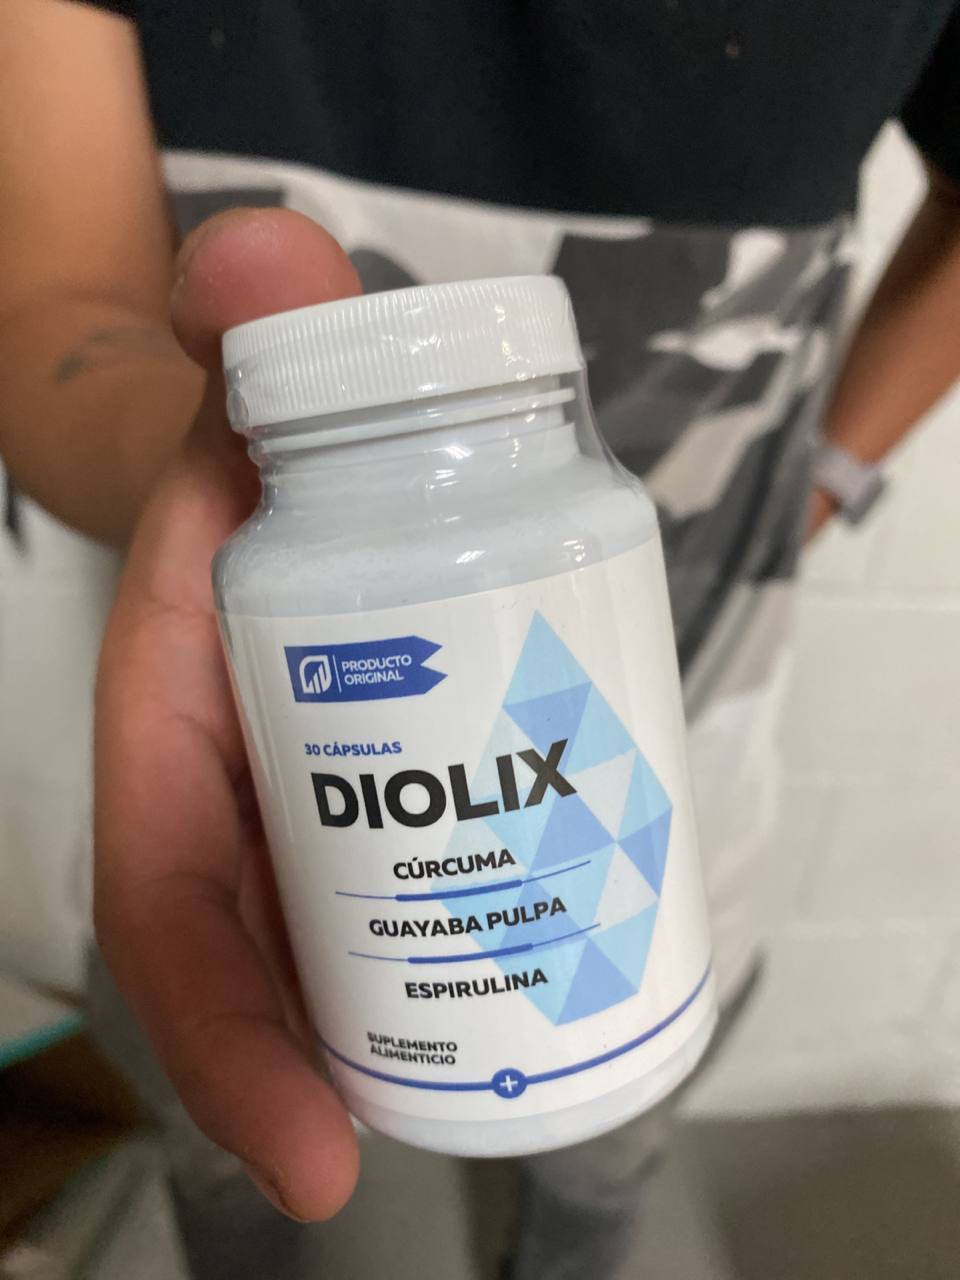 PRODUCTO
ORIGINAL
30 CÁPSULAS
DIOLIX
CÚRCUMA
GUAYABA PULPA
ESPIRULINA
SUPLEMENTO
ALIMENTICIO